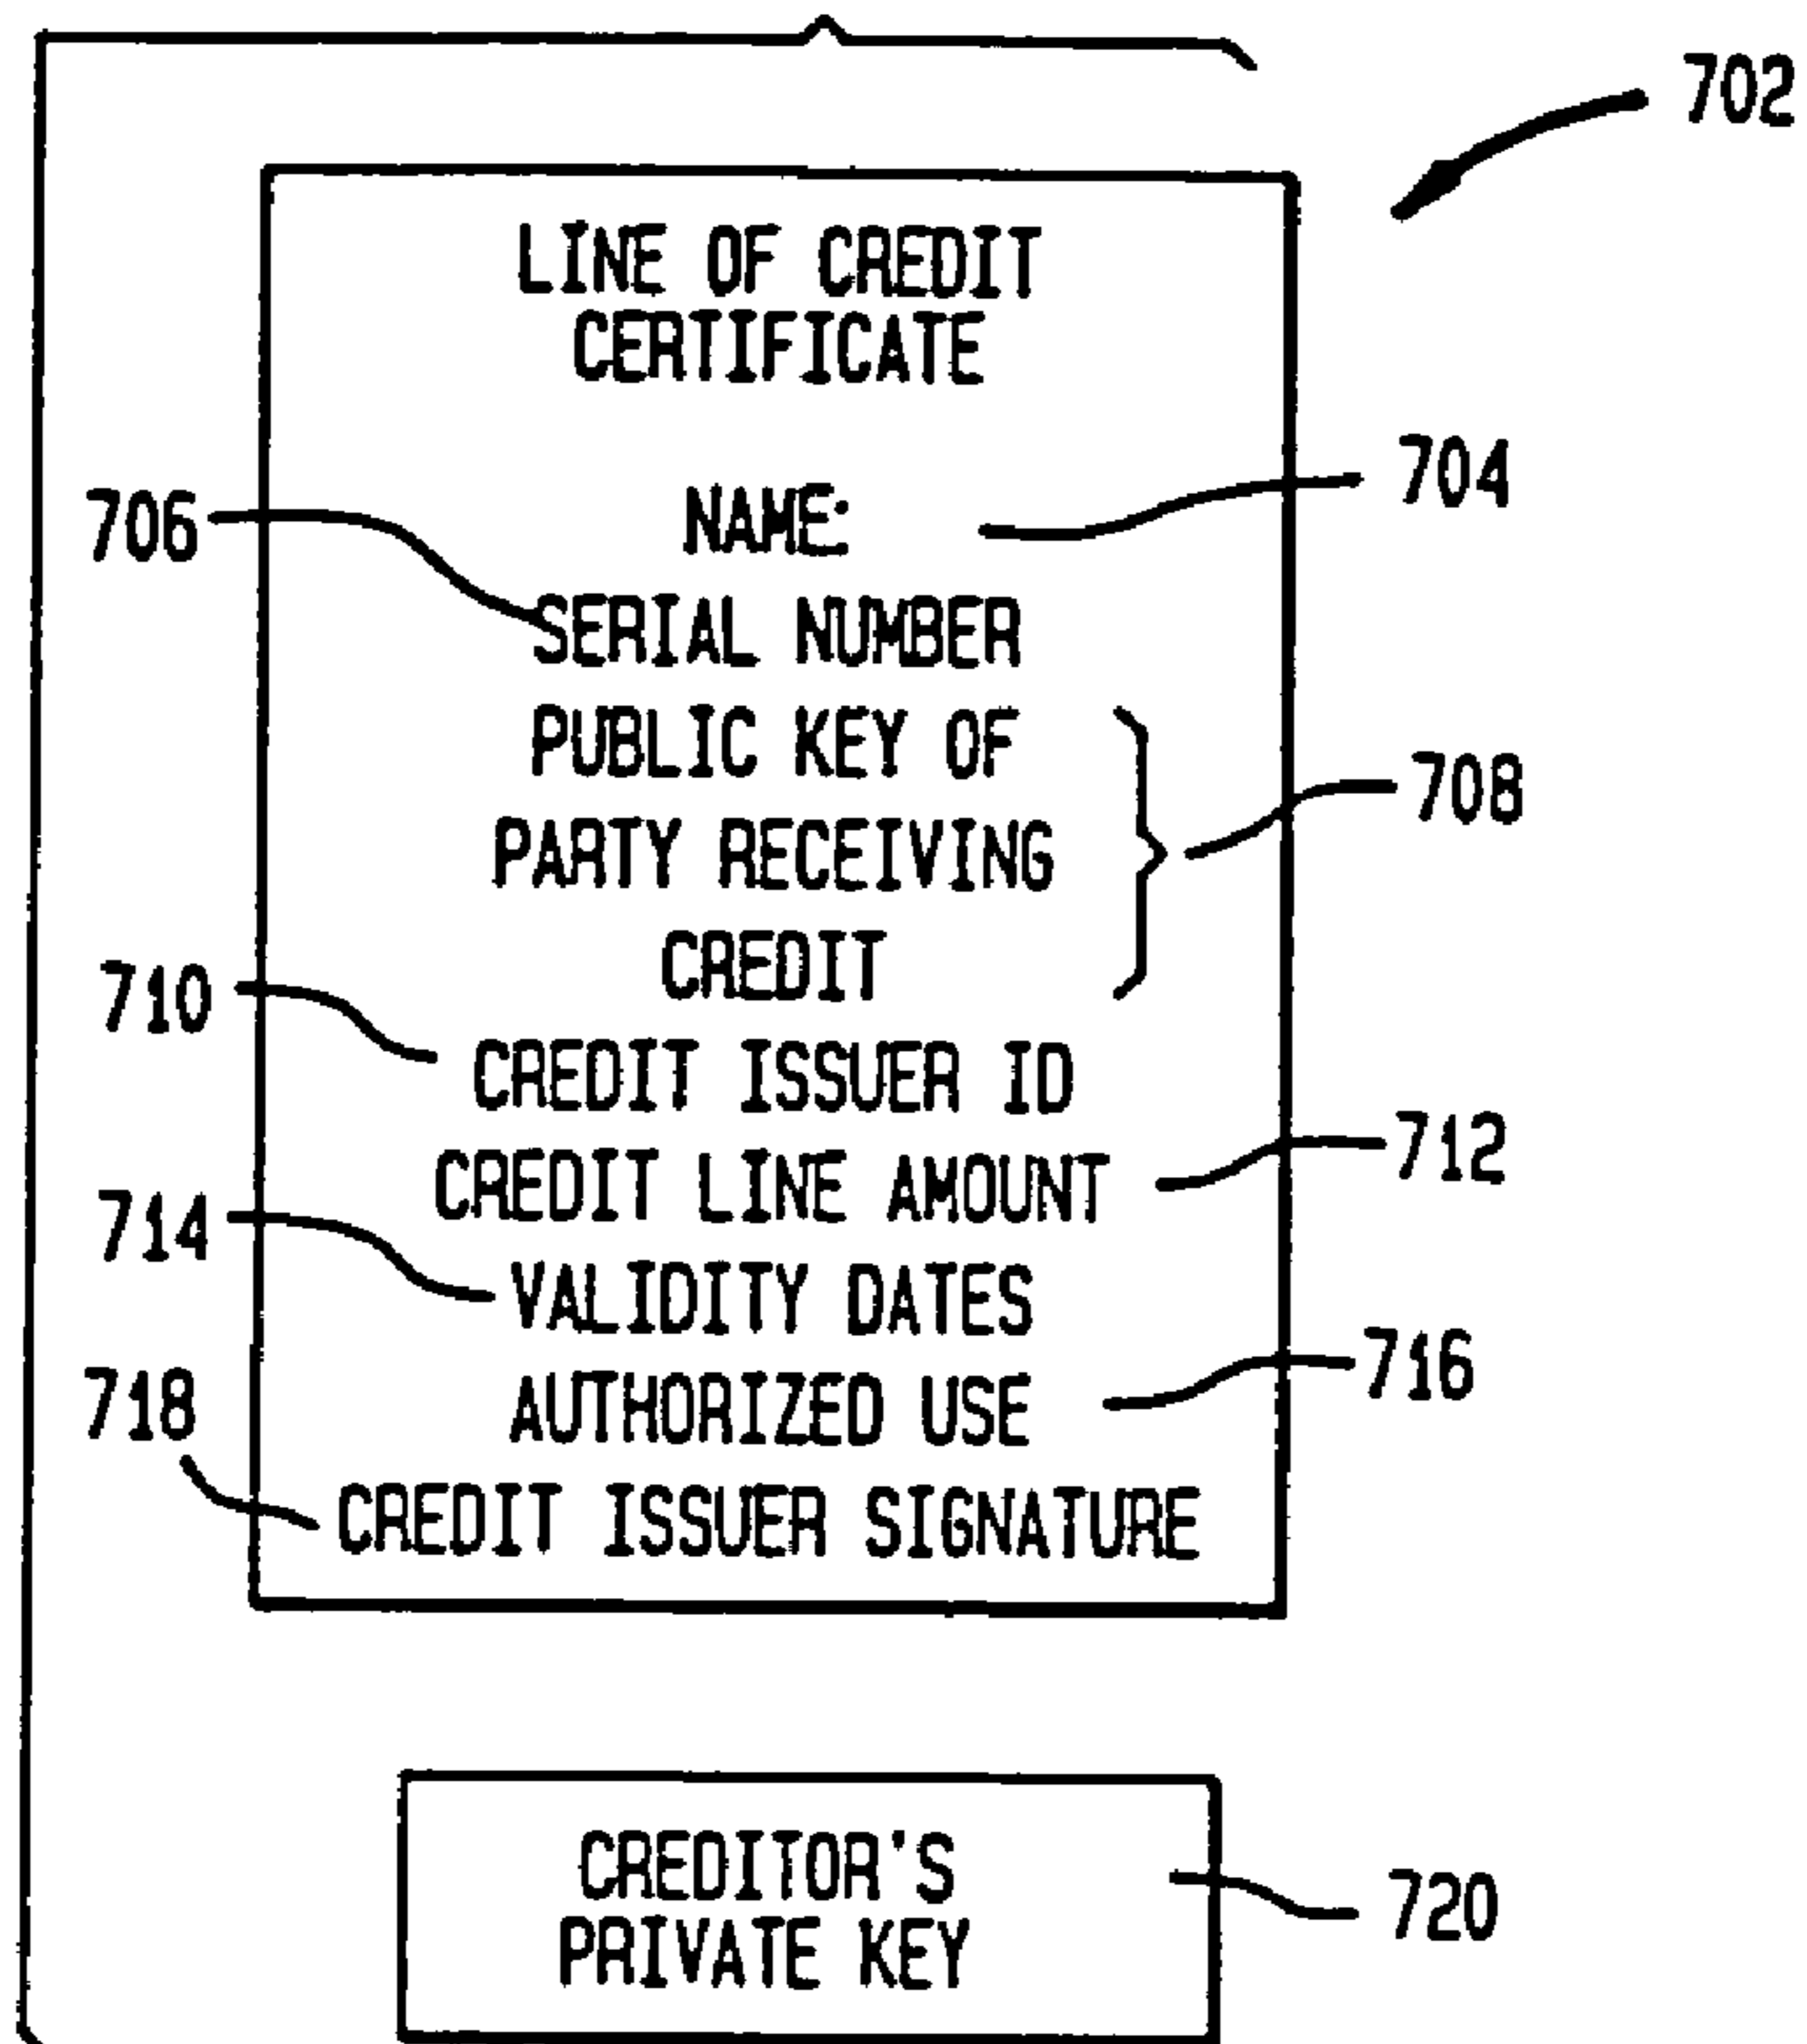 702
LINE OF CREDIT
CERTIFICATE
704
706
NAME:
SERIAL NUMBER
PUBLIC KEY OF
708
PARTY RECEIVING
CREDIT
710
CREDIT ISSUER ID
712
CREDIT LINE AMOUNT
714
VALIDITY DATES
716
718
AUTHORIZED USE
CREDIT ISSUER SIGNATURE
CREDITOR'S
720
PRIVATE KEY